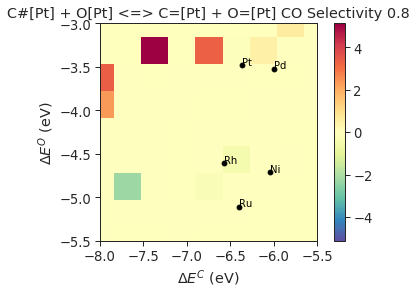 C#[Pt] + O[Pt] <=> C=[Pt] + O=[Pt] CO Selectivity 0.8
−3.0
−3.5
−4.0
−4.5
−5.0
−5.5
ΔE^O (eV)
Pt
Pd
Rh
Ni
Ru
−8.0 −7.5 −7.0 −6.5 −6.0 −5.5
ΔE^C (eV)
4
2
0
−2
−4